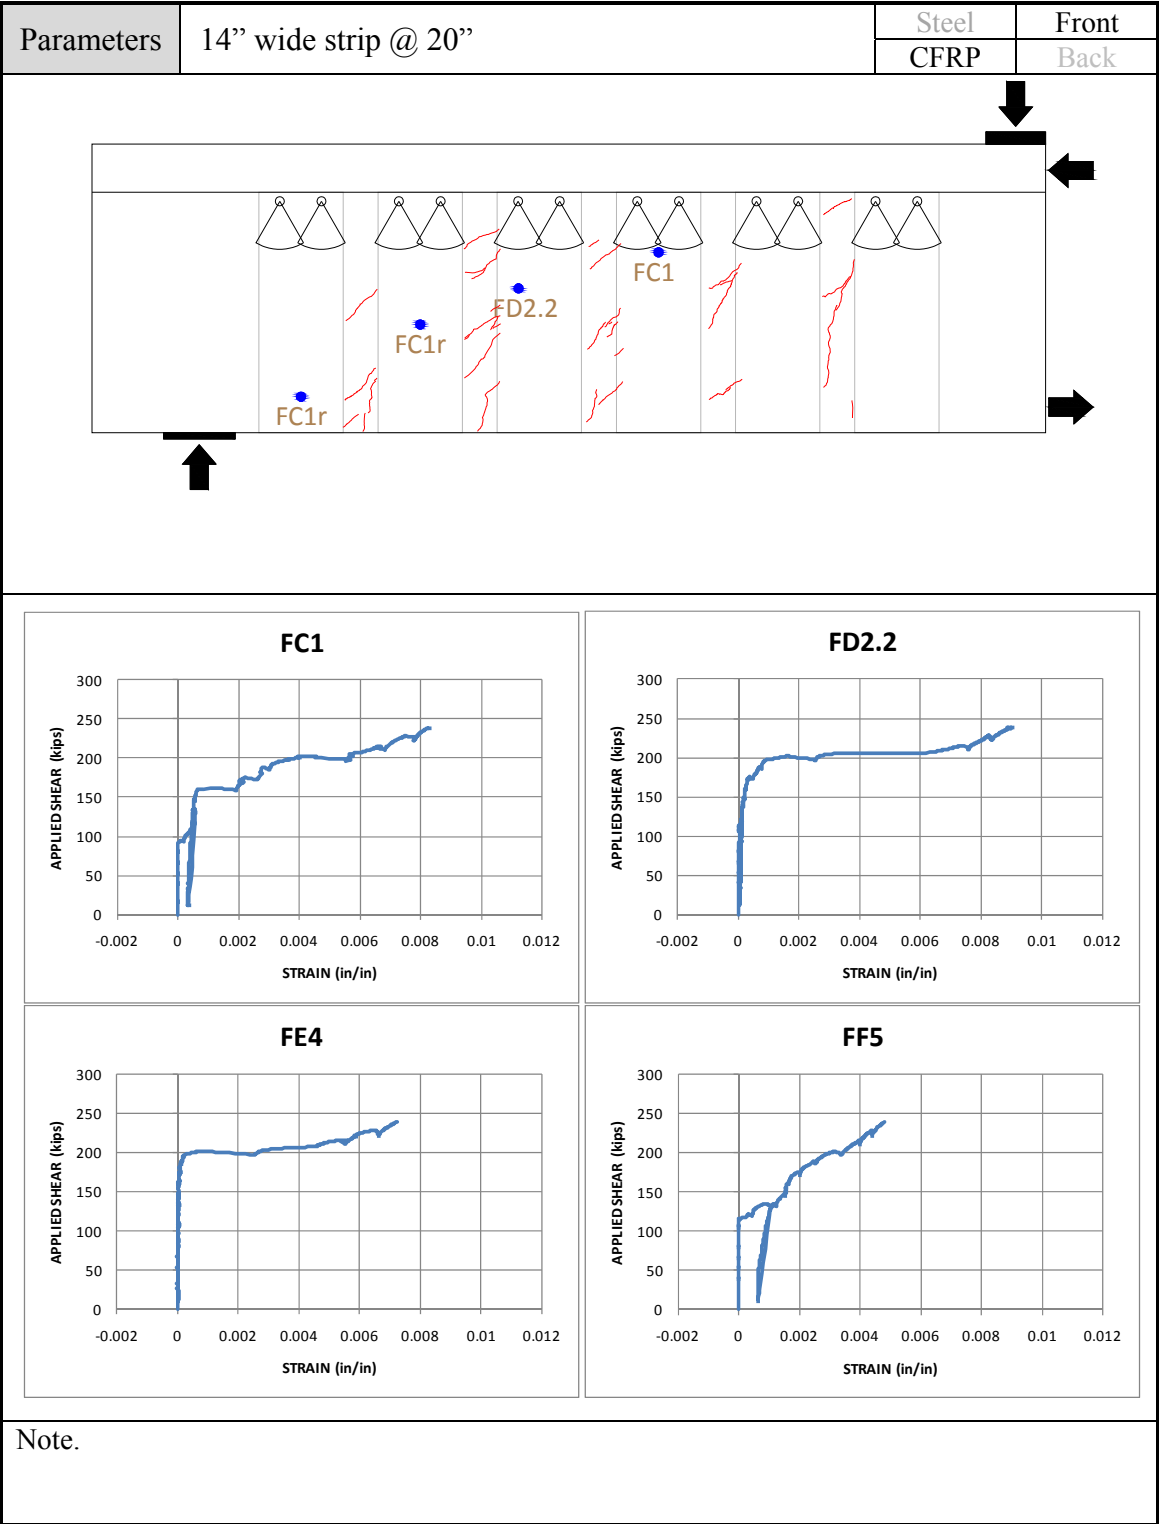 Parameters 14” wide strip @ 20” Steel Front
CFRP Back
FC1
FD2.2
FC1r
FC1r
FC1
300
250
200
150
100
50
0
APPLIED SHEAR (kips)
-0.002 0 0.002 0.004 0.006 0.008 0.01 0.012
STRAIN (in/in)
FD2.2
300
250
200
150
100
50
0
APPLIED SHEAR (kips)
-0.002 0 0.002 0.004 0.006 0.008 0.01 0.012
STRAIN (in/in)
FE4
300
250
200
150
100
50
0
APPLIED SHEAR (kips)
-0.002 0 0.002 0.004 0.006 0.008 0.01 0.012
STRAIN (in/in)
FF5
300
250
200
150
100
50
0
APPLIED SHEAR (kips)
-0.002 0 0.002 0.004 0.006 0.008 0.01 0.012
STRAIN (in/in)
Note.